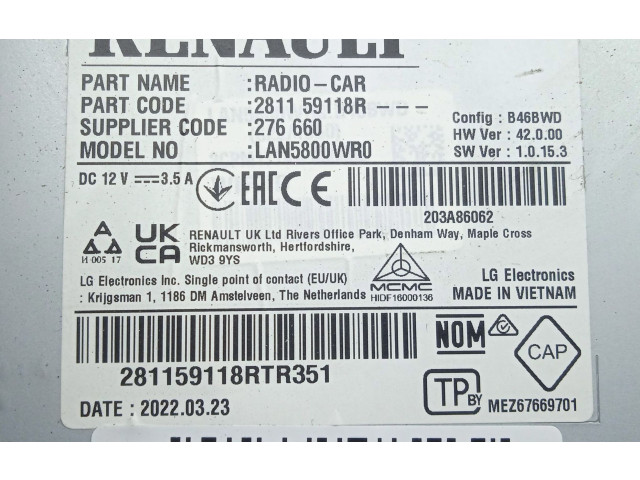 RENAULT
PART NAME : RADIO-CAR
PART CODE : 2811 59118R - - -
SUPPLIER CODE : 276 660
MODEL NO : LAN5800WR0
Config : B46BWD
HW Ver : 42.0.00
SW Ver : 1.0.15.3
DC 12 V 3.5 A
EAC CE
203A86062
И 005 17
UK CA
RENAULT UK Ltd Rivers Office Park, Denham Way, Maple Cross
Rickmansworth, Hertfordshire,
WD3 9YS
LG Electronics Inc. Single point of contact (EU/UK)
: Krijgsman 1, 1186 DM Amstelveen, The Netherlands
MCMC
HIDF16000136
LG Electronics
MADE IN VIETNAM
281159118RTR351
DATE : 2022.03.23
NOM
CAP
TP BY
MEZ67669701